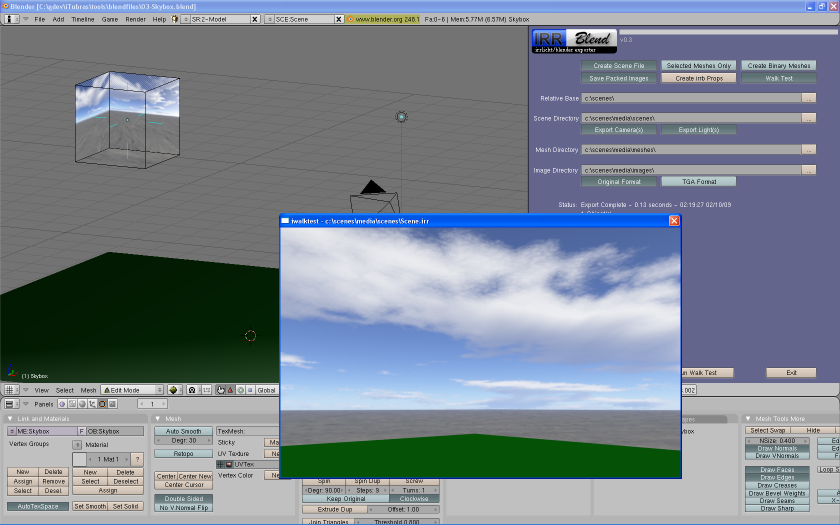 Blender [C:\gdev\iTubras\tools\blendfiles\03-Skybox.blend]
File Add Timeline Game Render Help SR:2-Model X SCE:Scene X www.blender.org 248.1 Fa:0-6 | Mem:5.77M (6.57M) Skybox
IRR Blend v0.3
irrlicht/blender exporter
Create Scene File Selected Meshes Only Create Binary Meshes
Save Packed Images Create irrb Props Walk Test
Relative Base c:\scenes\ ...
Scene Directory c:\scenes\media\scenes\ ...
Export Camera(s) Export Light(s)
Mesh Directory c:\scenes\media\meshes\ ...
Image Directory c:\scenes\media\images\ ...
Original Format TGA Format
Status: Export Complete - 0.13 seconds - 02:19:27 02/10/09
iwalktest - c:\scenes\media\scenes\Scene.irr
(1) Skybox
un Walk Test Exit
View Select Mesh Edit Mode Global
Panels 1
Link and Materials
ME:Skybox F OB:Skybox
Vertex Groups
Material
1 Mat 1 ?
New Delete New Delete
Assign Remove Select Deselect
Select Desel. Assign
AutoTexSpace Set Smooth Set Solid
Mesh
Auto Smooth
Degr: 30
Retopo
TexMesh:
Sticky Ma
UV Texture Ne
UVTex
Vertex Color Ne
Center Center New
Center Cursor
Double Sided
No V.Normal Flip
Spin Spin Dup Screw
Degr: 90.00 Steps: 9 Turns: 1
Keep Original Clockwise
Extrude Dup Offset: 1.00
Join Triangles Threshold 0.800
Mesh Tools More
Select Swap Hide
NSize: 0.400
Draw Normals
Draw VNormals
Draw Faces
Draw Edges
Draw Creases
Draw Bevel Weights
Draw Seams
Draw Sharp